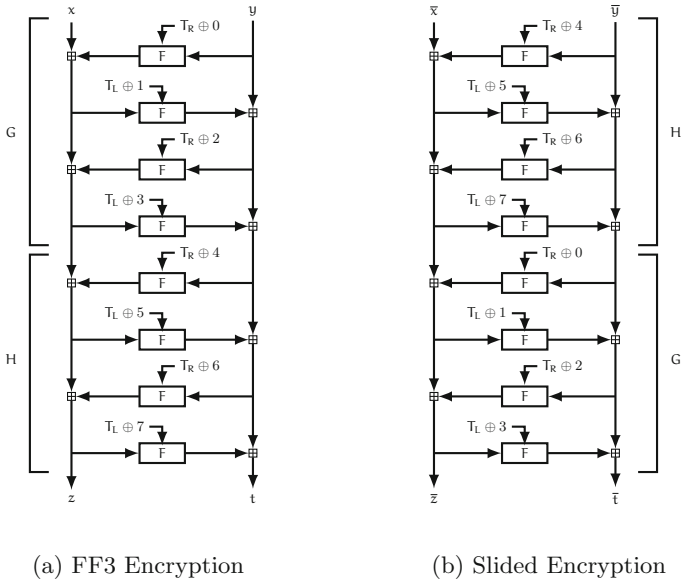 x y x̅ y̅
T_R ⊕ 0 T_R ⊕ 4
F F
T_L ⊕ 1 T_L ⊕ 5
F F
G H
T_R ⊕ 2 T_R ⊕ 6
F F
T_L ⊕ 3 T_L ⊕ 7
F F
T_R ⊕ 4 T_R ⊕ 0
F F
T_L ⊕ 5 T_L ⊕ 1
F F
H G
T_R ⊕ 6 T_R ⊕ 2
F F
T_L ⊕ 7 T_L ⊕ 3
F F
z t z̅ t̅
(a) FF3 Encryption (b) Slided Encryption